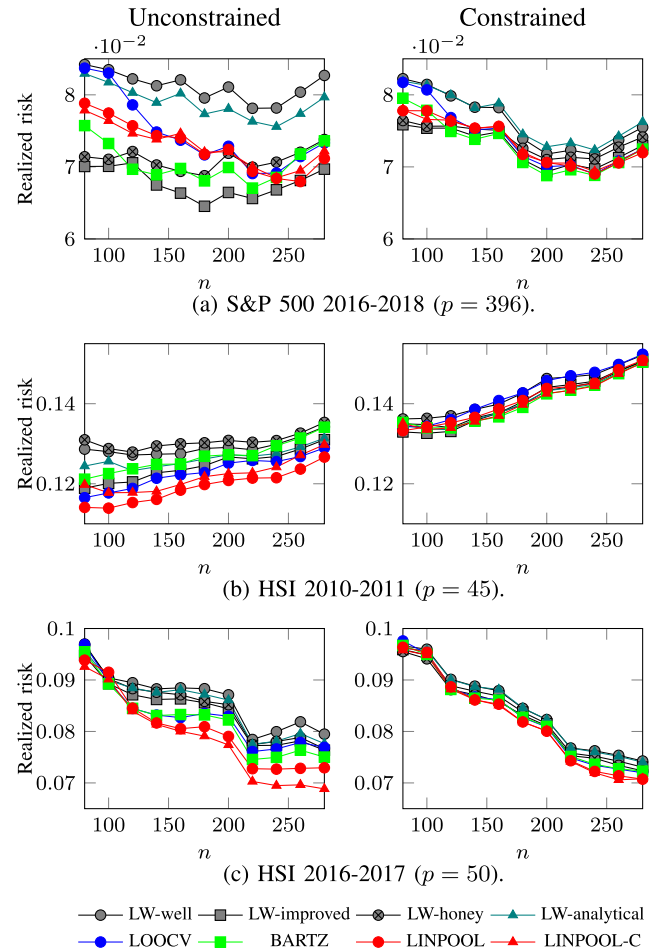 Unconstrained Constrained
·10⁻² ·10⁻²
Realized risk
8 8
7 7
6 6
100 150 200 250 100 150 200 250
n n
(a) S&P 500 2016-2018 (p = 396).
Realized risk
0.14 0.14
0.12 0.12
100 150 200 250 100 150 200 250
n n
(b) HSI 2010-2011 (p = 45).
Realized risk
0.1 0.1
0.09 0.09
0.08 0.08
0.07 0.07
100 150 200 250 100 150 200 250
n n
(c) HSI 2016-2017 (p = 50).
LW-well LW-improved LW-honey LW-analytical
LOOCV BARTZ LINPOOL LINPOOL-C